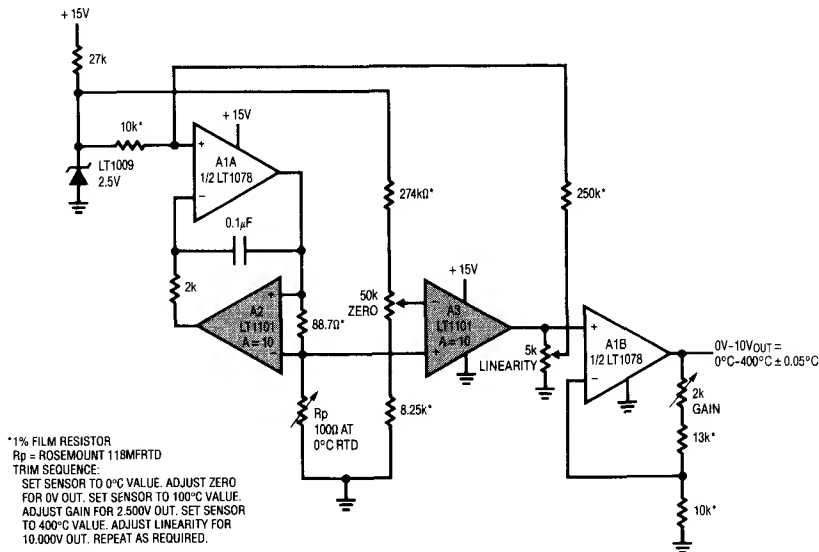 + 15V
27k
10k*
+ 15V
+
A1A
1/2 LT1078
–
LT1009
2.5V
0.1µF
274kΩ*
250k*
2k
A2
LT1101
A = 10
+
–
88.7Ω*
50k
ZERO
+ 15V
–
A3
LT1101
A = 10
+
5k
LINEARITY
+
A1B
1/2 LT1078
–
0V–10VOUT =
0°C–400°C ± 0.05°C
2k
GAIN
Rp
100Ω AT
0°C RTD
8.25k*
13k*
10k*
*1% FILM RESISTOR
Rp = ROSEMOUNT 118MFRTD
TRIM SEQUENCE:
SET SENSOR TO 0°C VALUE. ADJUST ZERO
FOR 0V OUT. SET SENSOR TO 100°C VALUE.
ADJUST GAIN FOR 2.500V OUT. SET SENSOR
TO 400°C VALUE. ADJUST LINEARITY FOR
10.000V OUT. REPEAT AS REQUIRED.